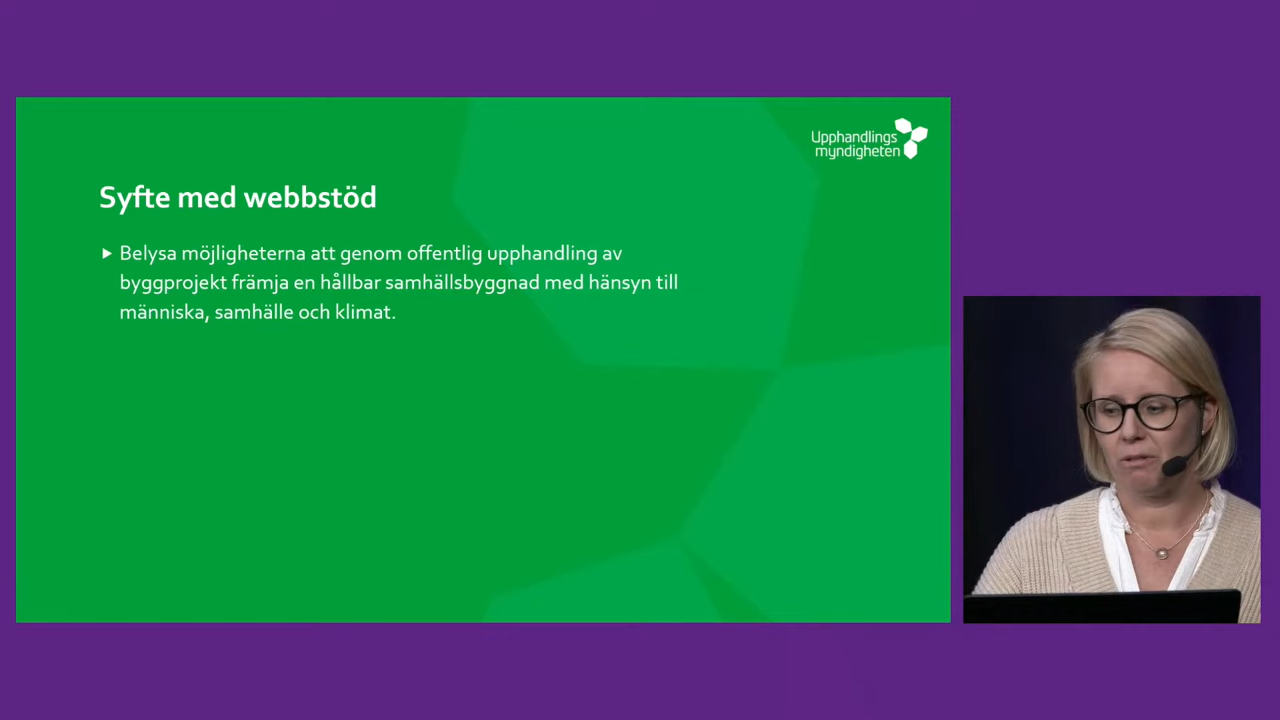 Upphandlings
myndigheten
Syfte med webbstöd
Belysa möjligheterna att genom offentlig upphandling av
byggprojekt främja en hållbar samhällsbyggnad med hänsyn till
människa, samhälle och klimat.